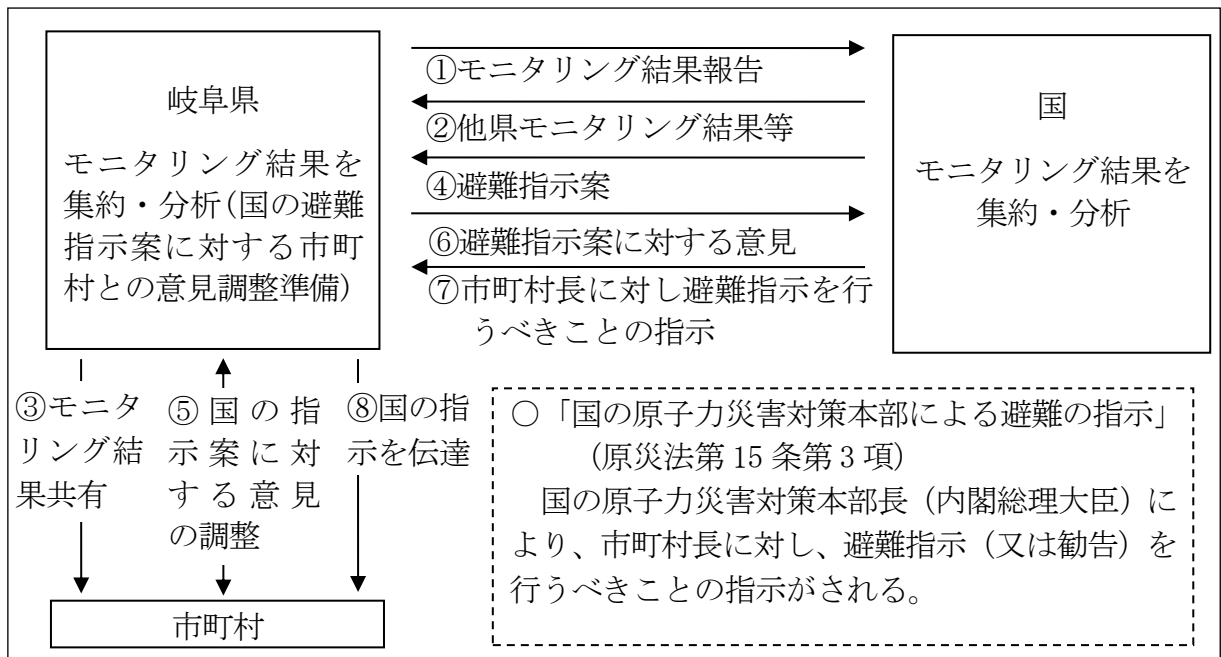 岐阜県
モニタリング結果を
集約・分析(国の避難
指示案に対する市町
村との意見調整準備)
①モニタリング結果報告
②他県モニタリング結果等
④避難指示案
⑥避難指示案に対する意見
⑦市町村長に対し避難指示を行
うべきことの指示
国
モニタリング結果を
集約・分析
③モニタ
リング結
果共有
⑤国の指
示案に対
する意見
の調整
⑧国の指
示を伝達
市町村
○「国の原子力災害対策本部による避難の指示」
（原災法第 15 条第 3 項）
国の原子力災害対策本部長（内閣総理大臣）に
より、市町村長に対し、避難指示（又は勧告）を
行うべきことの指示がされる。